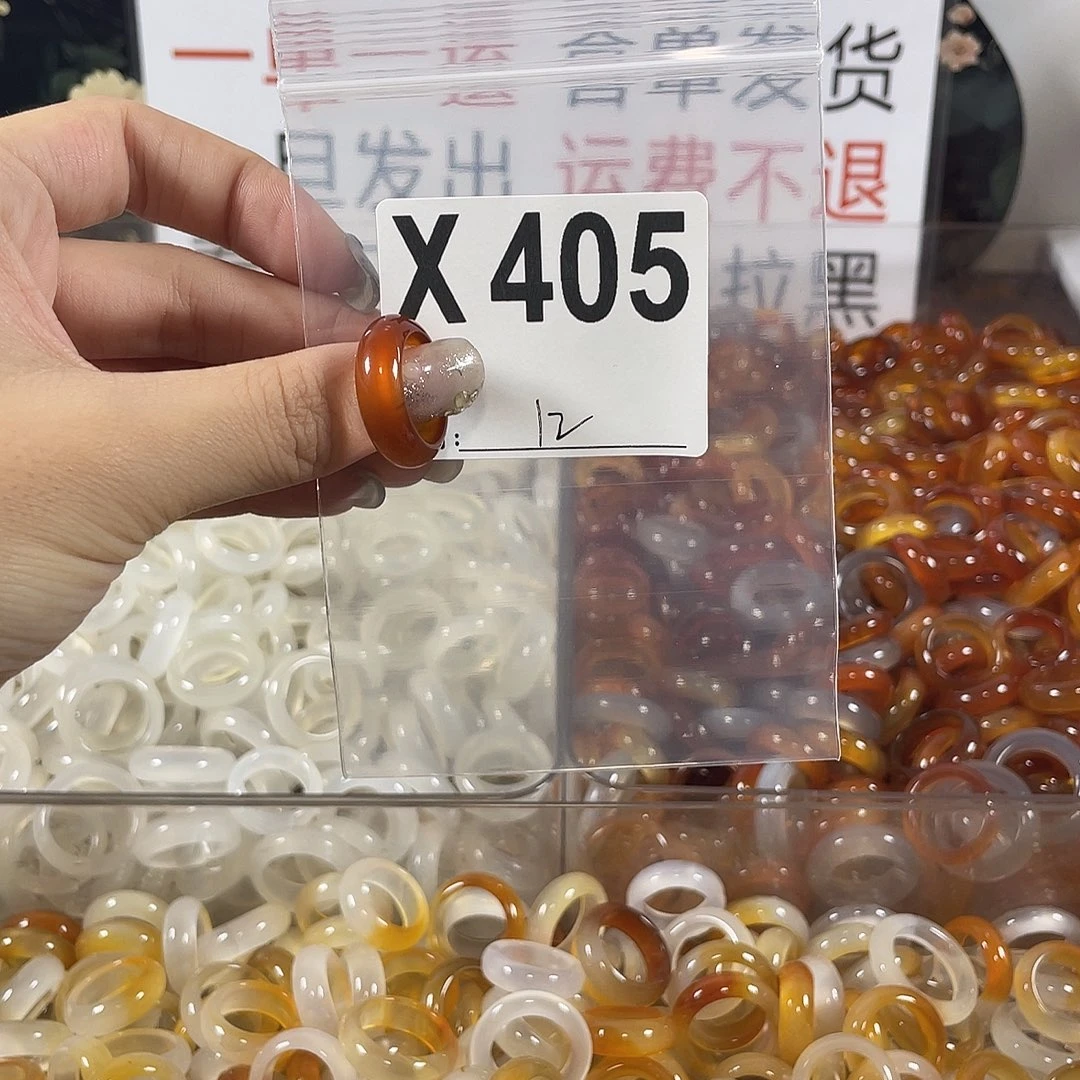 一单一运 合单发货
当日发出 运费不退
拉黑
X 405
: 12